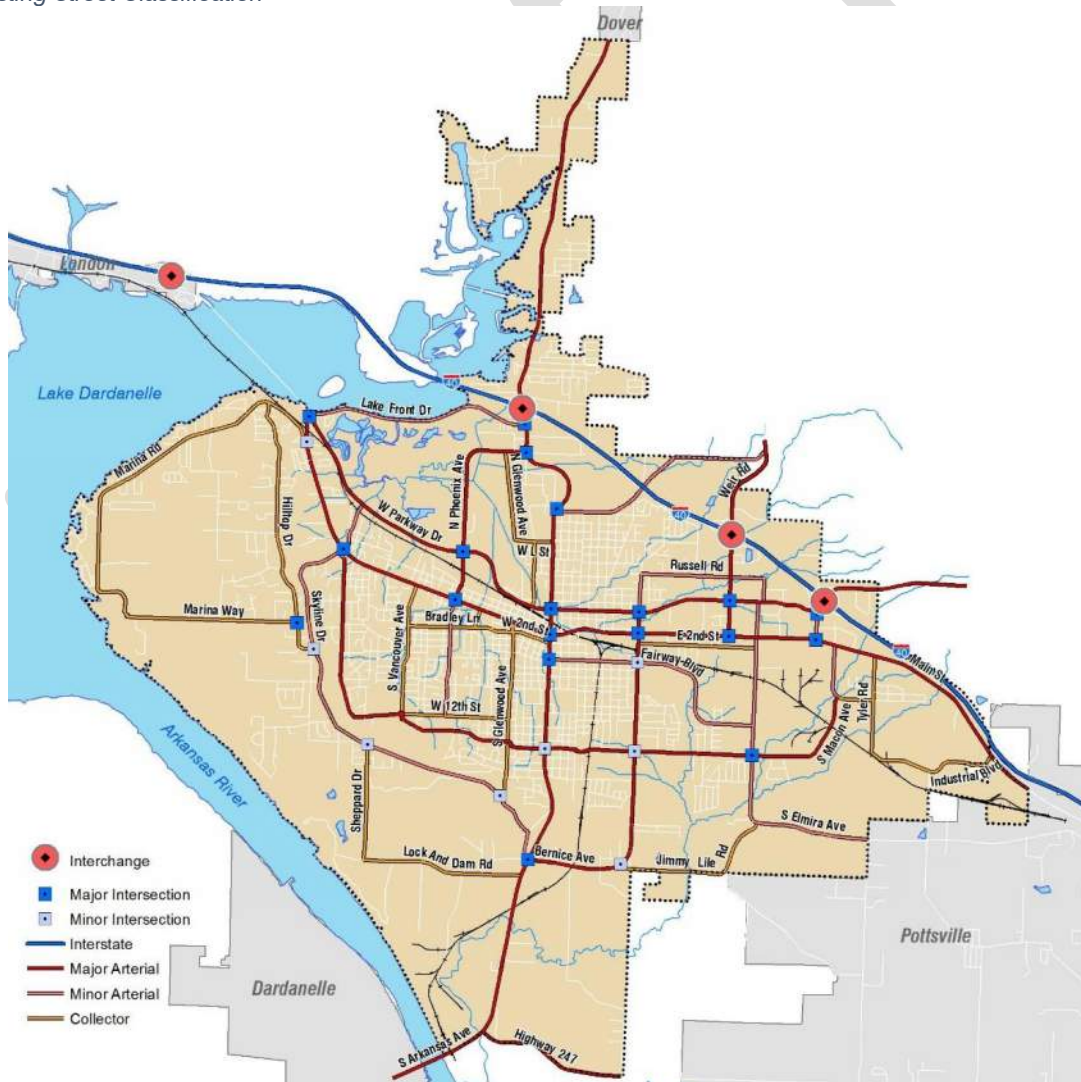 Dover
London
Lake Dardanelle
40
Lake Front Dr
Marina Rd
N Phoenix Ave
N Glenwood Ave
Weir Rd
Hilltop Dr
W Parkway Dr
40
W L St
Russell Rd
Marina Way
Skyline Dr
S Vancouver Ave
Bradley Ln
W 2nd St
E 2nd St
Fairway Blvd
40
Main St
W 12th St
S Glenwood Ave
S Macon Ave
Tyler Rd
Industrial Blvd
Arkansas River
Sheppard Dr
S Elmira Ave
Lock And Dam Rd
Bernice Ave
Jimmy Lile Rd
Interchange
Major Intersection
Minor Intersection
Interstate
Major Arterial
Minor Arterial
Collector
Pottsville
Dardanelle
S Arkansas Ave
Highway 247